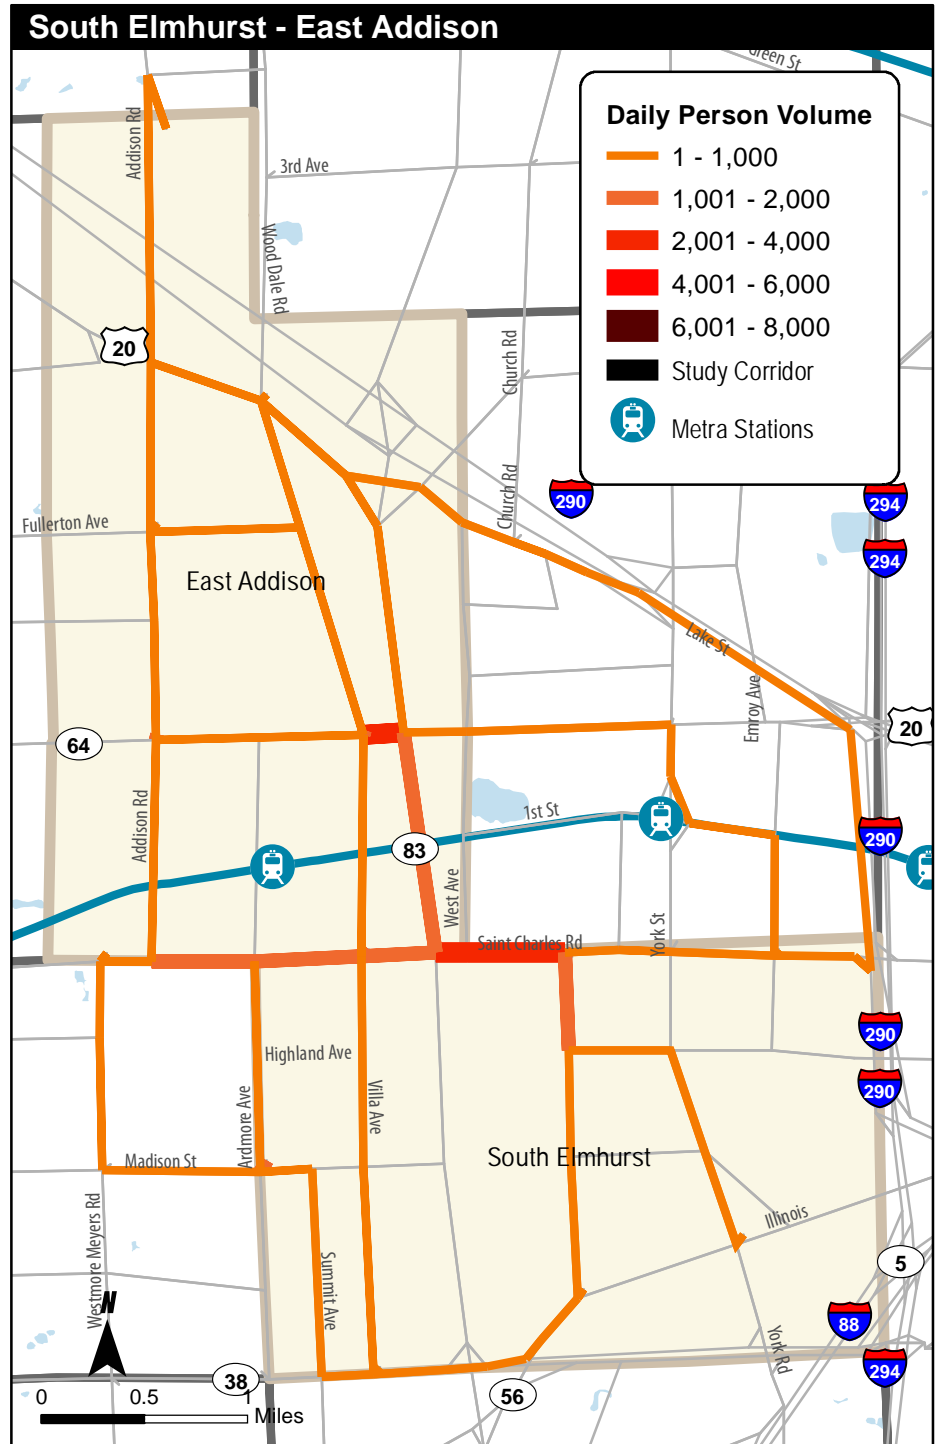 South Elmhurst - East Addison
Green St
Daily Person Volume
1 - 1,000
1,001 - 2,000
2,001 - 4,000
4,001 - 6,000
6,001 - 8,000
Study Corridor
Metra Stations
Addison Rd
3rd Ave
Wood Dale Rd
20
Church Rd
Church Rd
290
294
294
Fullerton Ave
East Addison
Lake St
Emroy Ave
20
64
Addison Rd
1st St
83
290
West Ave
York St
Saint Charles Rd
290
Highland Ave
290
Ardmore Ave
Villa Ave
Madison St
South Elmhurst
Westmore Meyers Rd
Illinois
Summit Ave
5
N
88
York Rd
294
38
56
0 0.5 1
Miles